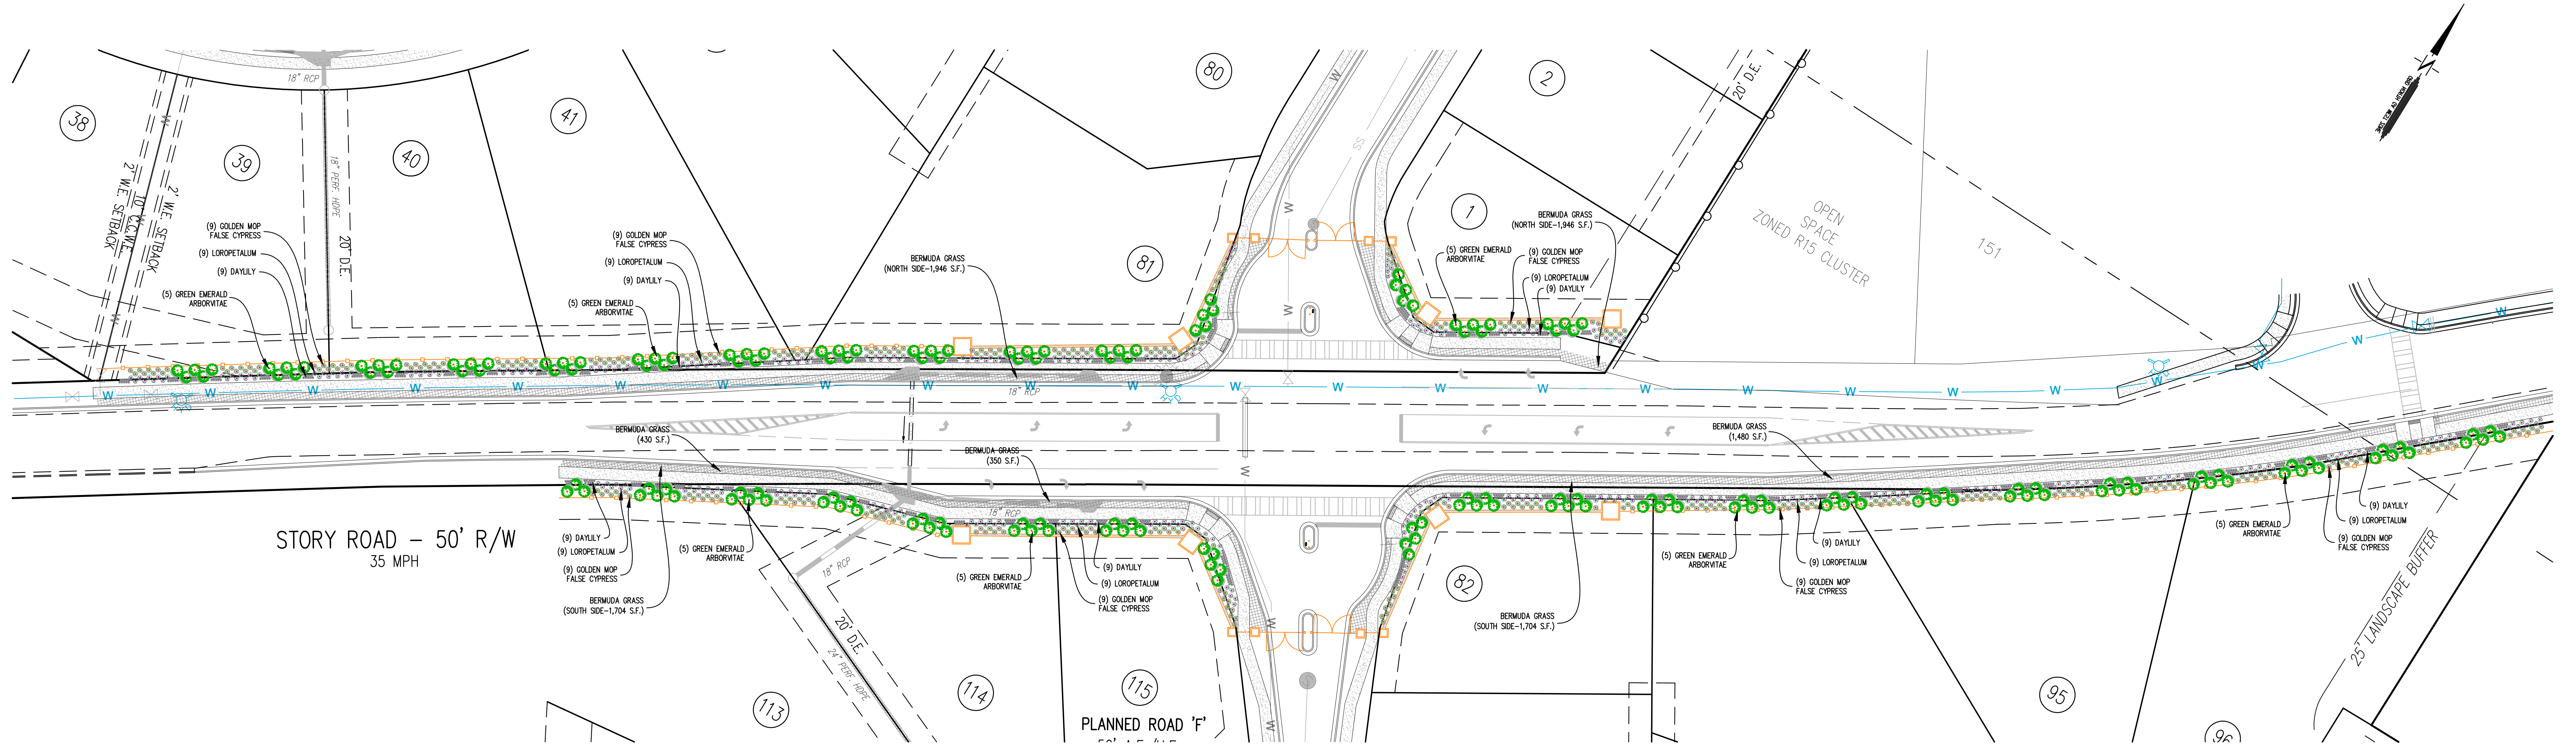 18" RCP
38
39
40
41
80
2
20' D.E.
W
SS
OPEN
SPACE
ZONED R15 CLUSTER
151
2' W.E. SETBACK
10' W.C.W.E.
2' W.E. SETBACK
18" PERF. HDPE
20' D.E.
(9) GOLDEN MOP
FALSE CYPRESS
(9) LOROPETALUM
(9) DAYLILY
(5) GREEN EMERALD
ARBORVITAE
(9) GOLDEN MOP
FALSE CYPRESS
(9) LOROPETALUM
(9) DAYLILY
(5) GREEN EMERALD
ARBORVITAE
BERMUDA GRASS
(NORTH SIDE-1,946 S.F.)
81
1
BERMUDA GRASS
(NORTH SIDE-1,946 S.F.)
(5) GREEN EMERALD
ARBORVITAE
(9) GOLDEN MOP
FALSE CYPRESS
(9) LOROPETALUM
(9) DAYLILY
W W W W W W W W W W W W W W W W W W W W W W W W
18" RCP
BERMUDA GRASS
(430 S.F.)
BERMUDA GRASS
(350 S.F.)
BERMUDA GRASS
(1,480 S.F.)
18" RCP
STORY ROAD - 50' R/W
35 MPH
(9) DAYLILY
(9) LOROPETALUM
(9) GOLDEN MOP
FALSE CYPRESS
(5) GREEN EMERALD
ARBORVITAE
BERMUDA GRASS
(SOUTH SIDE-1,704 S.F.)
18" RCP
20' D.E.
24" PERF. HDPE
(5) GREEN EMERALD
ARBORVITAE
(9) DAYLILY
(9) LOROPETALUM
(9) GOLDEN MOP
FALSE CYPRESS
82
BERMUDA GRASS
(SOUTH SIDE-1,704 S.F.)
(5) GREEN EMERALD
ARBORVITAE
(9) DAYLILY
(9) LOROPETALUM
(9) GOLDEN MOP
FALSE CYPRESS
(5) GREEN EMERALD
ARBORVITAE
(9) DAYLILY
(9) LOROPETALUM
(9) GOLDEN MOP
FALSE CYPRESS
25' LANDSCAPE BUFFER
113
114
115
PLANNED ROAD 'F'
95
96